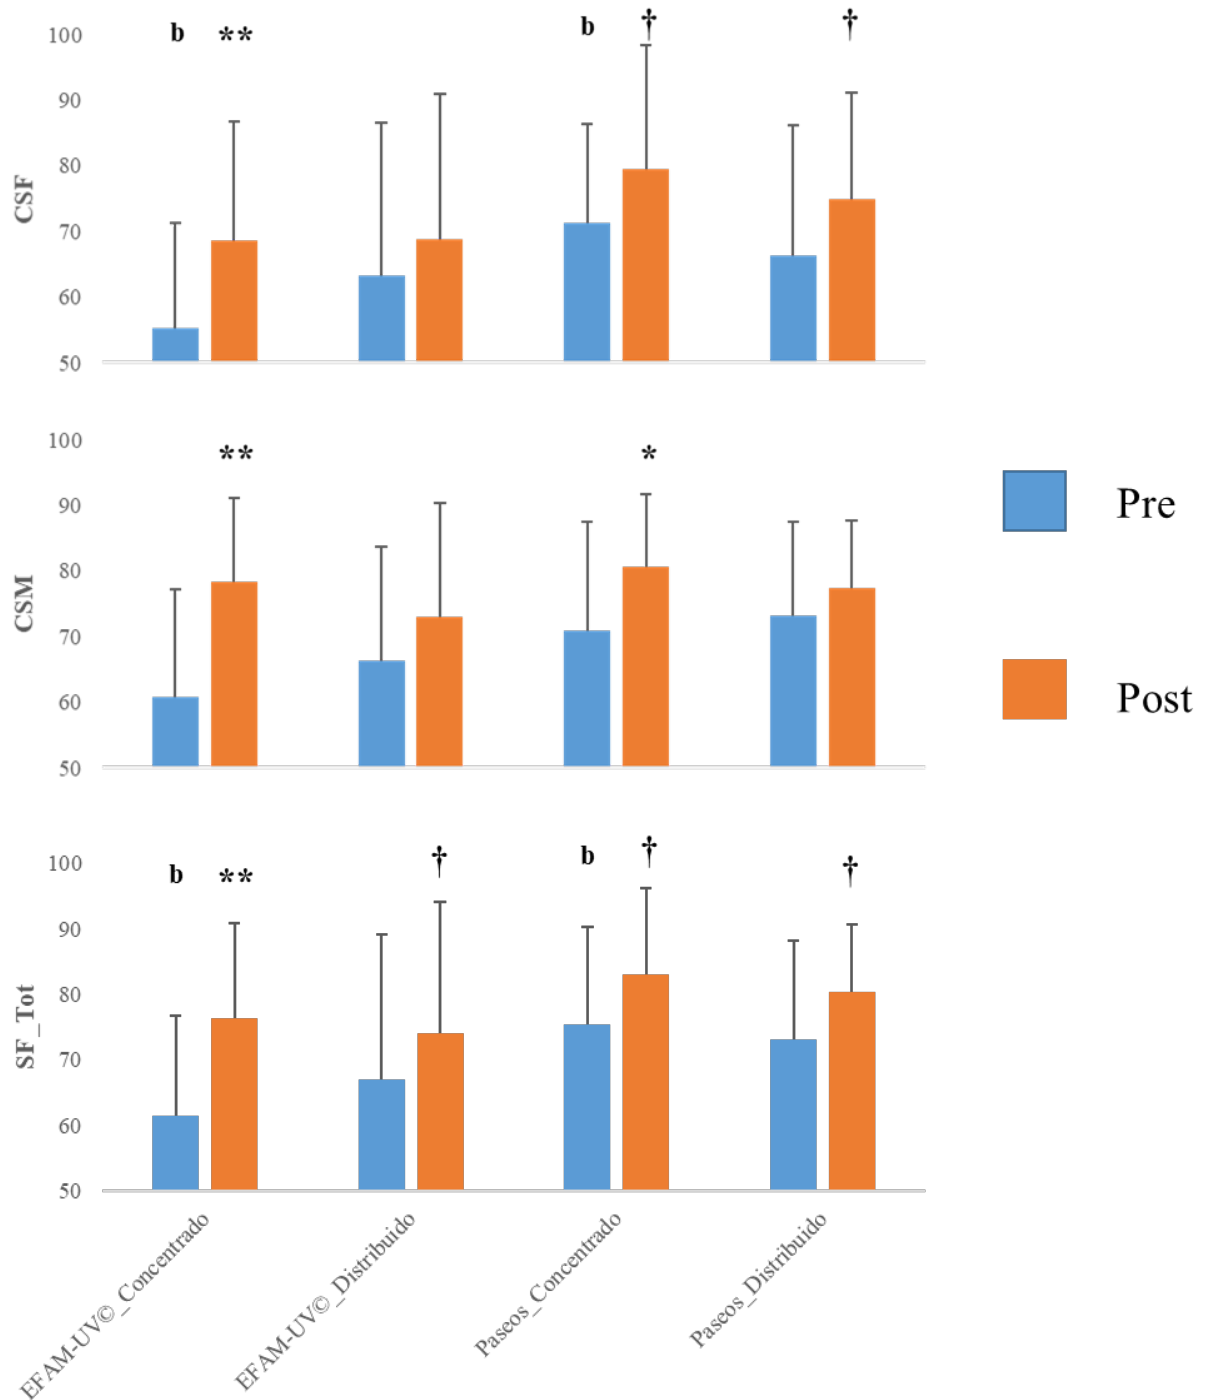 b ** b † †
100
90
80
70
60
50
CSF
** *
100
90
80
70
60
50
CSM
Pre
Post
b ** † b † †
100
90
80
70
60
50
SF_Tot
EFAM-UV©_Concentrado
EFAM-UV©_Distribuido
Paseos_Concentrado
Paseos_Distribuido